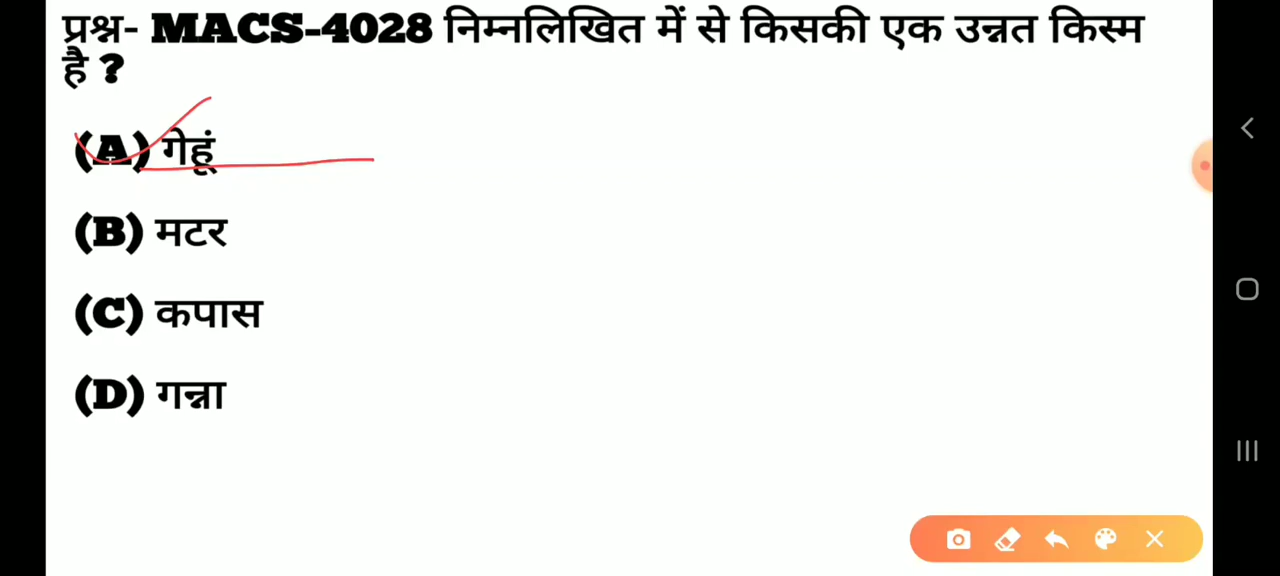 प्रश्न- MACS-4028 निम्नलिखित में से किसकी एक उन्नत किस्म
है ?
(A) गेहूं
(B) मटर
(C) कपास
(D) गन्ना